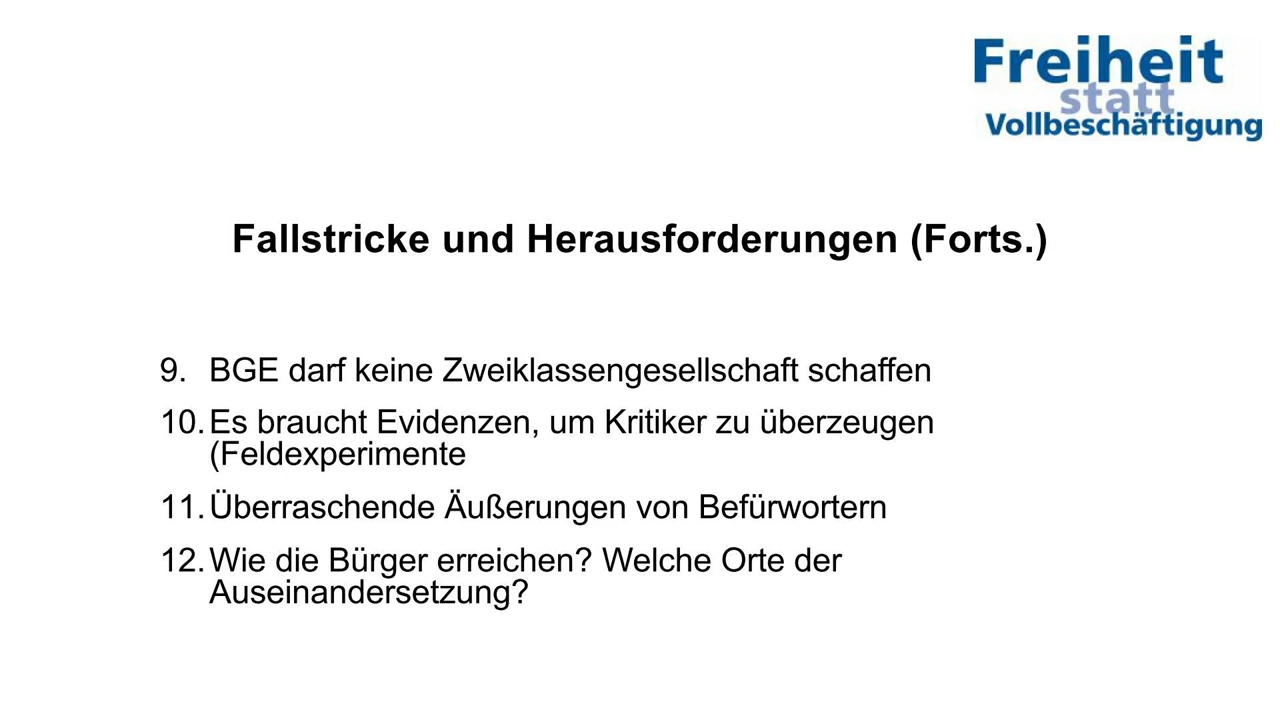 Freiheit
statt
Vollbeschäftigung
Fallstricke und Herausforderungen (Forts.)
9. BGE darf keine Zweiklassengesellschaft schaffen
10. Es braucht Evidenzen, um Kritiker zu überzeugen
(Feldexperimente
11. Überraschende Äußerungen von Befürwortern
12. Wie die Bürger erreichen? Welche Orte der
Auseinandersetzung?